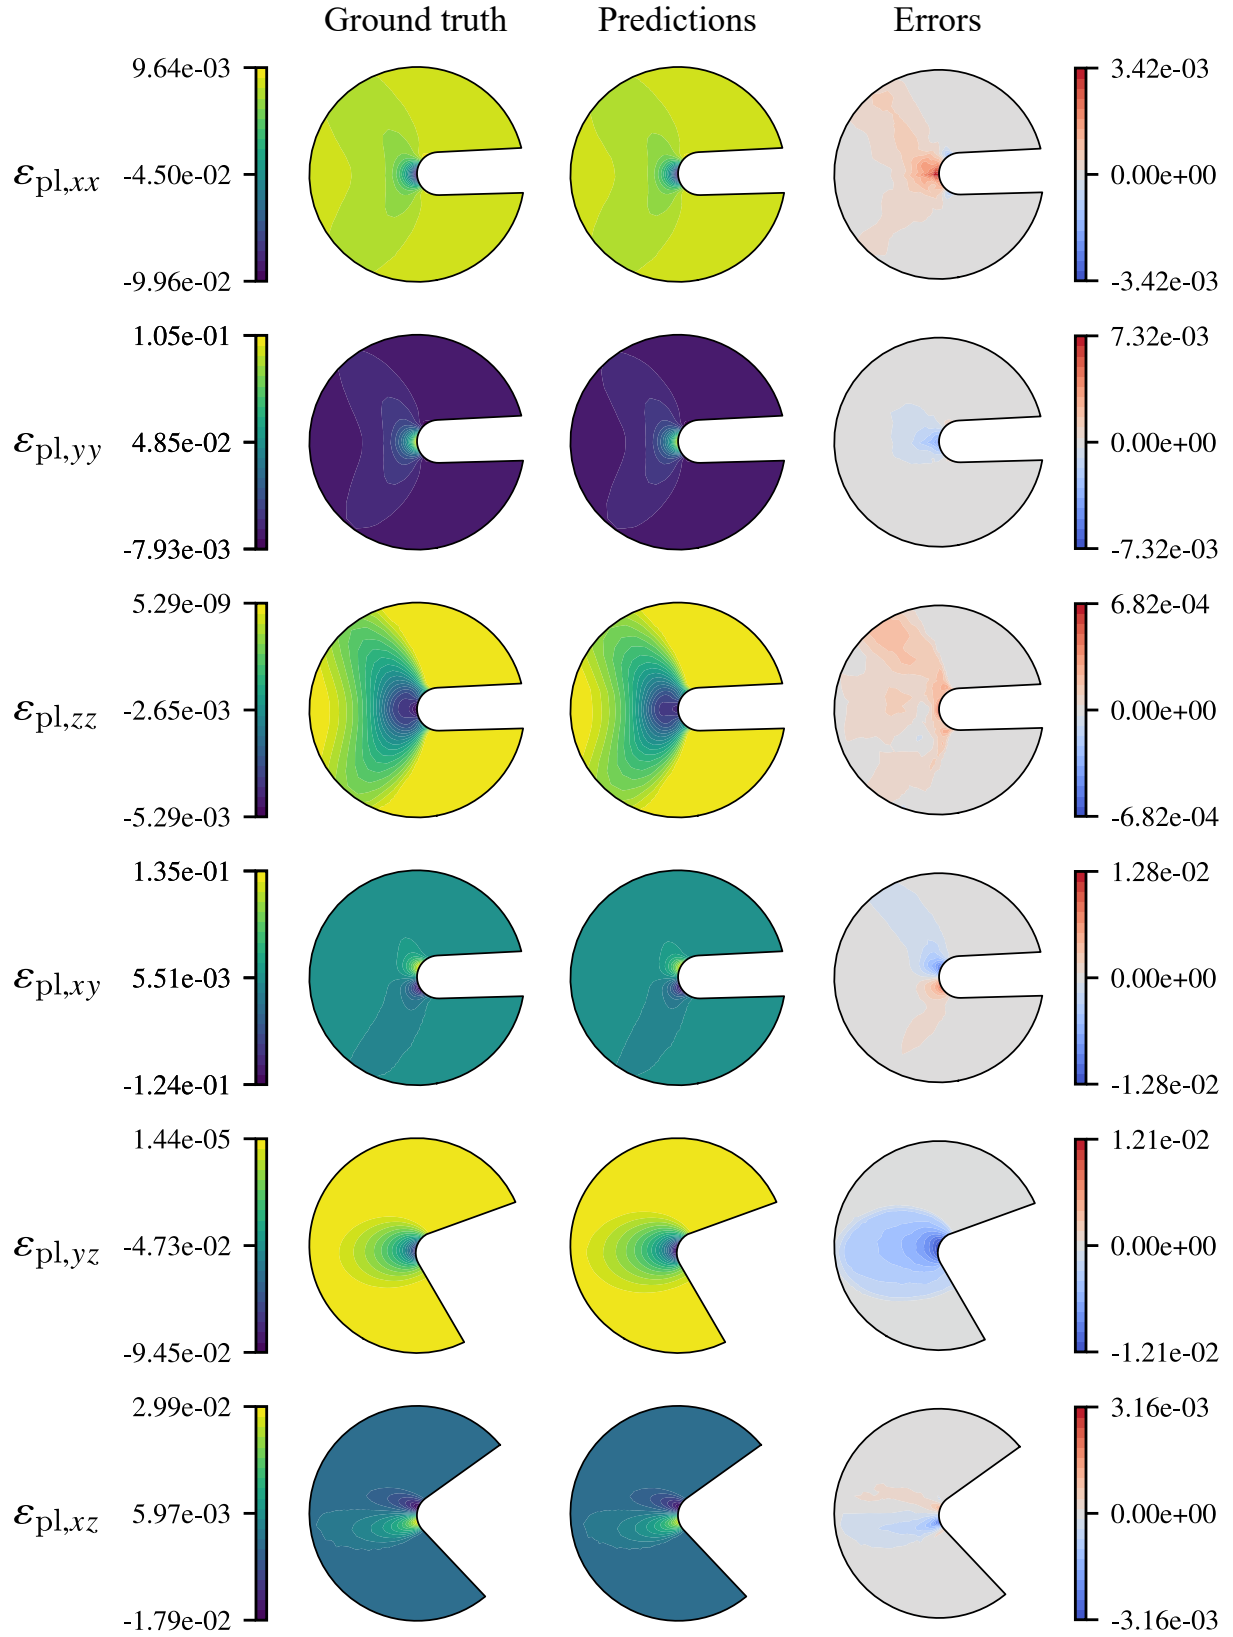 Ground truth Predictions Errors
9.64e-03 3.42e-03
εpl,xx -4.50e-02 0.00e+00
-9.96e-02 -3.42e-03
1.05e-01 7.32e-03
εpl,yy 4.85e-02 0.00e+00
-7.93e-03 -7.32e-03
5.29e-09 6.82e-04
εpl,zz -2.65e-03 0.00e+00
-5.29e-03 -6.82e-04
1.35e-01 1.28e-02
εpl,xy 5.51e-03 0.00e+00
-1.24e-01 -1.28e-02
1.44e-05 1.21e-02
εpl,yz -4.73e-02 0.00e+00
-9.45e-02 -1.21e-02
2.99e-02 3.16e-03
εpl,xz 5.97e-03 0.00e+00
-1.79e-02 -3.16e-03